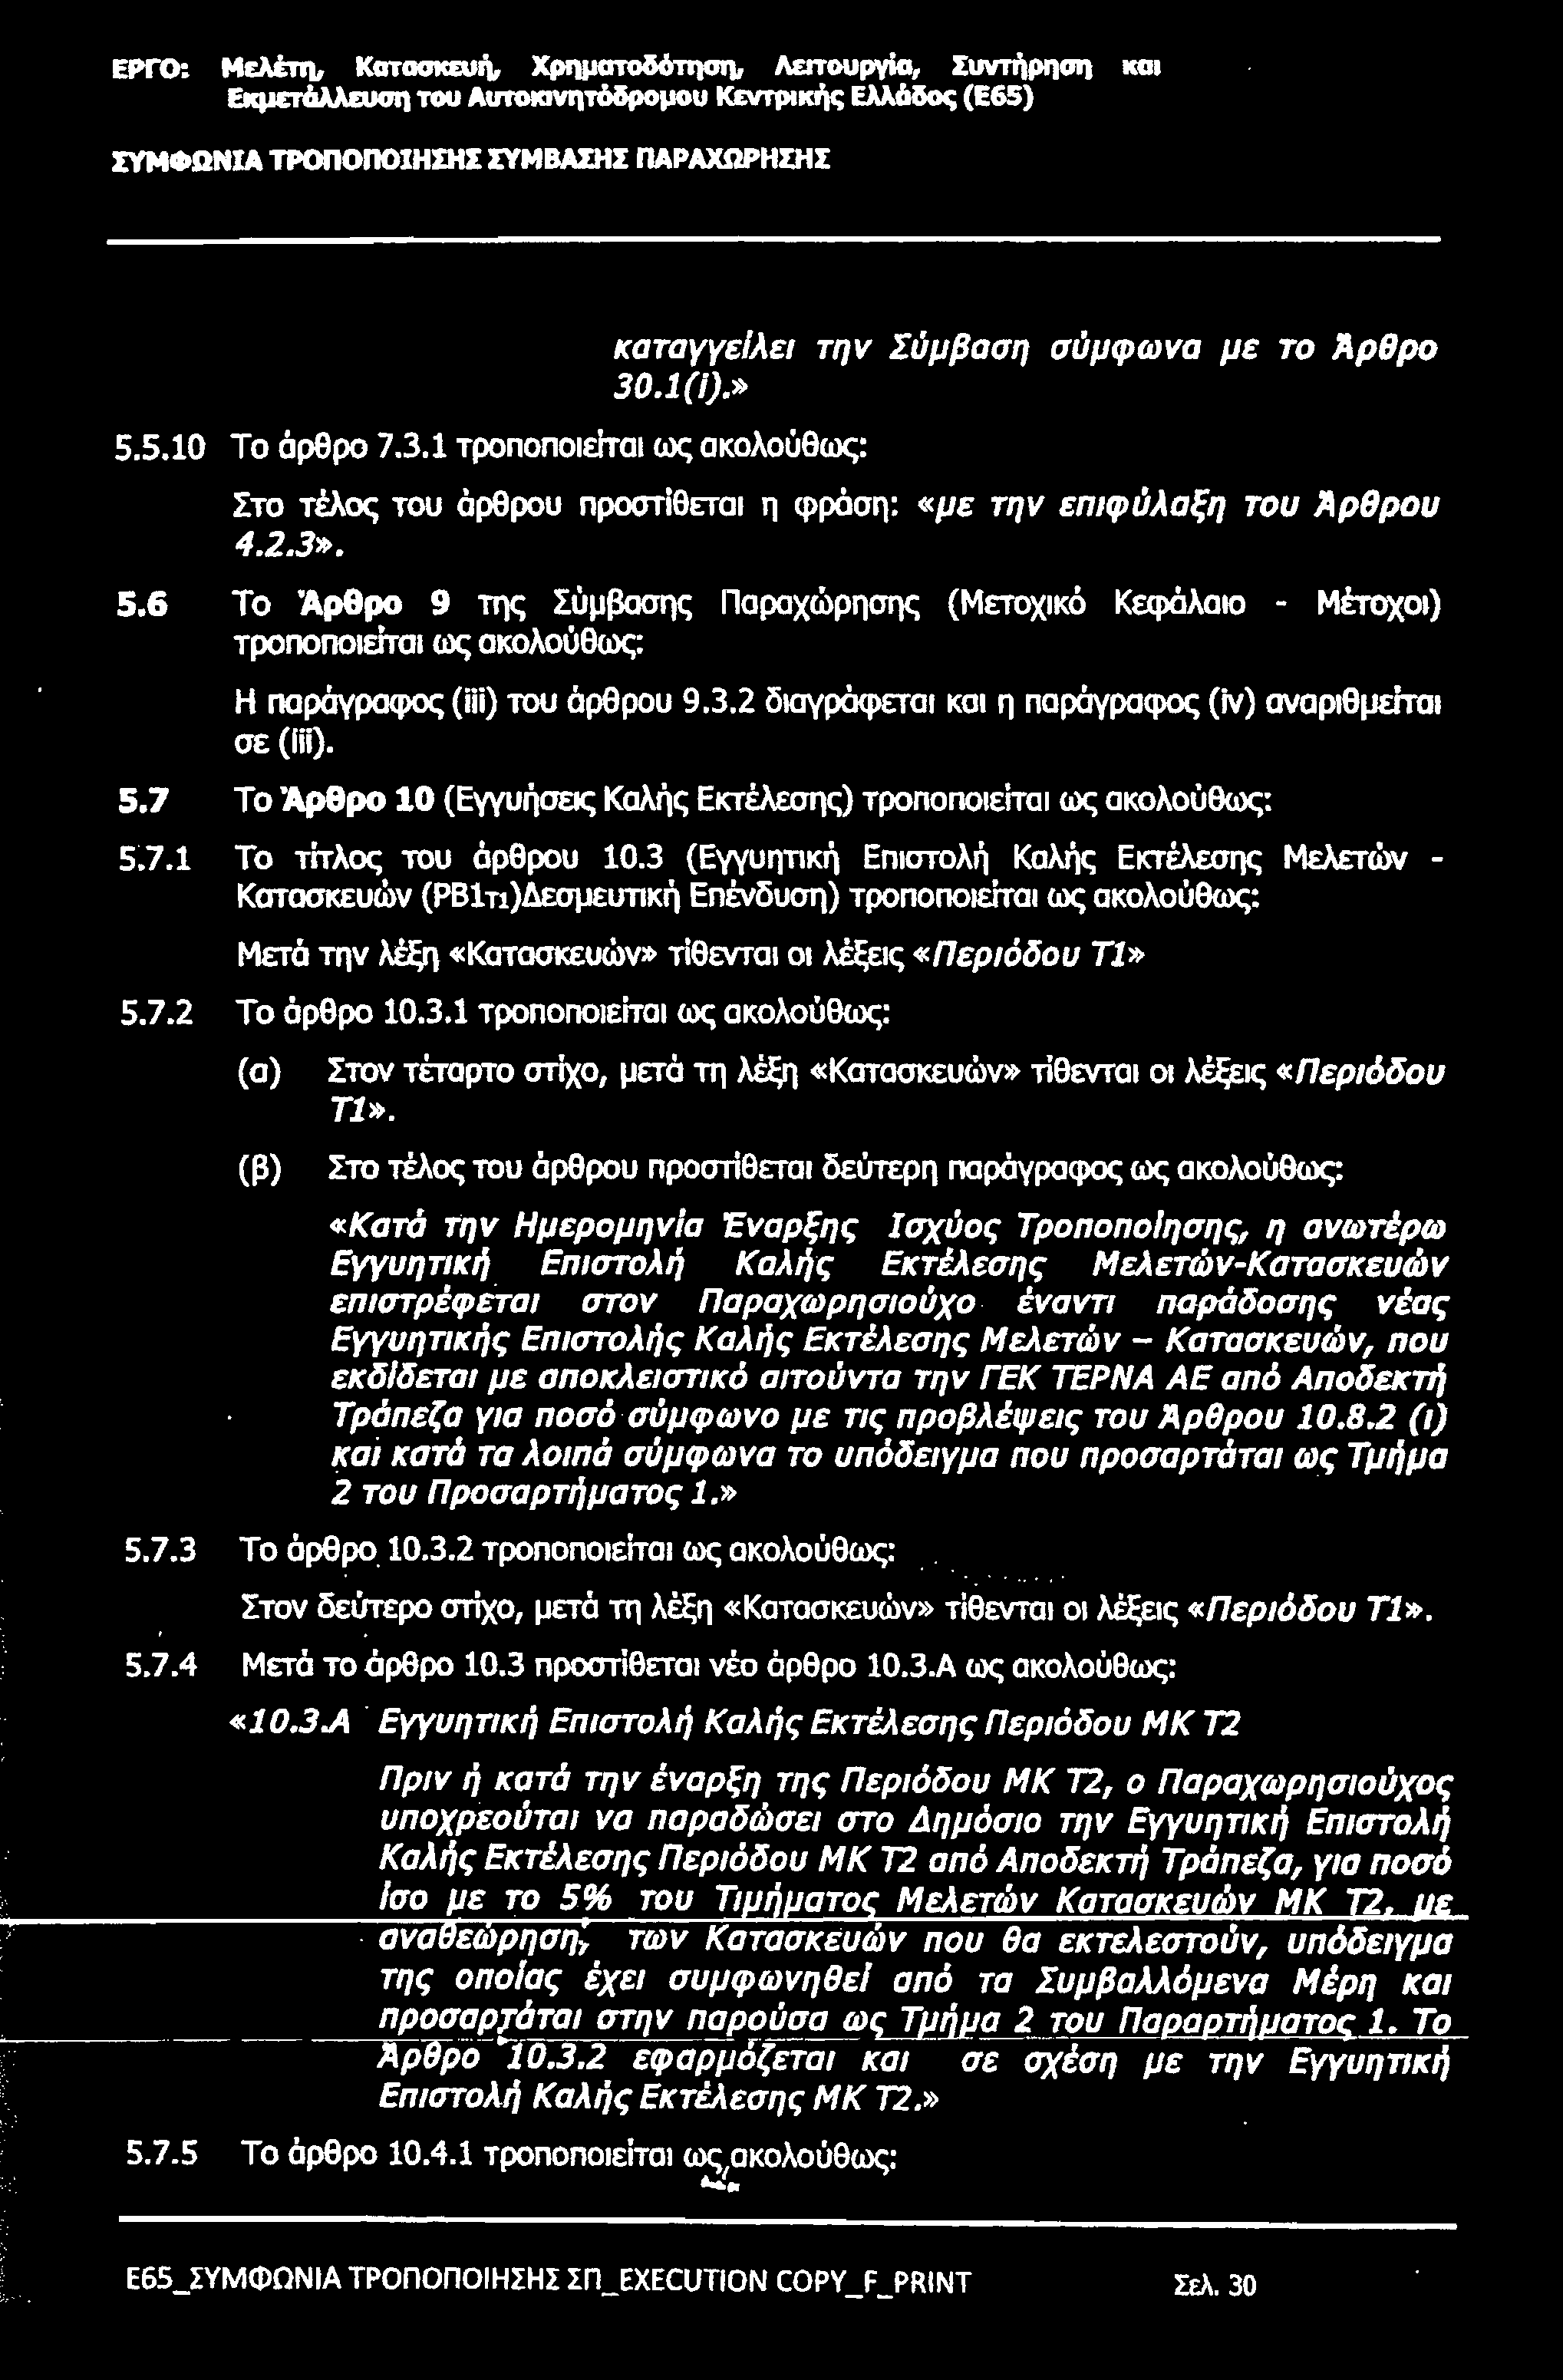 ΕΡΓΟ: Μελέτη, Κατασκευή, Χρηματοδότηση, Λειτουργία, Συντήρηση και
Εκμετάλλευση του Αυτοκινητόδρομου Κεντρικής Ελλάδος (Ε65)
ΣΥΜΦΩΝΙΑ ΤΡΟΠΟΠΟΙΗΣΗΣ ΣΥΜΒΑΣΗΣ ΠΑΡΑΧΩΡΗΣΗΣ
καταγγείλει την Σύμβαση σύμφωνα με το Άρθρο
30.1(i).»
5.5.10 Το άρθρο 7.3.1 τροποποιείται ως ακολούθως:
Στο τέλος του άρθρου προστίθεται η φράση: «με την επιφύλαξη του Άρθρου
4.2.3».
5.6 Το Άρθρο 9 της Σύμβασης Παραχώρησης (Μετοχικό Κεφάλαιο - Μέτοχοι)
τροποποιείται ως ακολούθως:
Η παράγραφος (iii) του άρθρου 9.3.2 διαγράφεται και η παράγραφος (iv) αναριθμείται
σε (iii).
5.7 Το Άρθρο 10 (Εγγυήσεις Καλής Εκτέλεσης) τροποποιείται ως ακολούθως:
5.7.1 Το τίτλος του άρθρου 10.3 (Εγγυητική Επιστολή Καλής Εκτέλεσης Μελετών -
Κατασκευών (PB1τι)Δεσμευτική Επένδυση) τροποποιείται ως ακολούθως:
Μετά την λέξη «Κατασκευών» τίθενται οι λέξεις «Περιόδου Τ1»
5.7.2 Το άρθρο 10.3.1 τροποποιείται ως ακολούθως:
(α) Στον τέταρτο στίχο, μετά τη λέξη «Κατασκευών» τίθενται οι λέξεις «Περιόδου
Τ1».
(β) Στο τέλος του άρθρου προστίθεται δεύτερη παράγραφος ως ακολούθως:
«Κατά την Ημερομηνία Έναρξης Ισχύος Τροποποίησης, η ανωτέρω
Εγγυητική Επιστολή Καλής Εκτέλεσης Μελετών-Κατασκευών
επιστρέφεται στον Παραχωρησιούχο έναντι παράδοσης νέας
Εγγυητικής Επιστολής Καλής Εκτέλεσης Μελετών – Κατασκευών, που
εκδίδεται με αποκλειστικό αιτούντα την ΓΕΚ ΤΕΡΝΑ ΑΕ από Αποδεκτή
Τράπεζα για ποσό σύμφωνο με τις προβλέψεις του Άρθρου 10.8.2 (ι)
και κατά τα λοιπά σύμφωνα το υπόδειγμα που προσαρτάται ως Τμήμα
2 του Προσαρτήματος 1.»
5.7.3 Το άρθρο 10.3.2 τροποποιείται ως ακολούθως:
Στον δεύτερο στίχο, μετά τη λέξη «Κατασκευών» τίθενται οι λέξεις «Περιόδου Τ1».
5.7.4 Μετά το άρθρο 10.3 προστίθεται νέο άρθρο 10.3.Α ως ακολούθως:
«10.3.Α Εγγυητική Επιστολή Καλής Εκτέλεσης Περιόδου ΜΚ Τ2
Πριν ή κατά την έναρξη της Περιόδου ΜΚ Τ2, ο Παραχωρησιούχος
υποχρεούται να παραδώσει στο Δημόσιο την Εγγυητική Επιστολή
Καλής Εκτέλεσης Περιόδου ΜΚ Τ2 από Αποδεκτή Τράπεζα, για ποσό
ίσο με το 5% του Τιμήματος Μελετών Κατασκευών ΜΚ Τ2, με
αναθεώρηση, των Κατασκευών που θα εκτελεστούν, υπόδειγμα
της οποίας έχει συμφωνηθεί από τα Συμβαλλόμενα Μέρη και
προσαρτάται στην παρούσα ως Τμήμα 2 του Παραρτήματος 1. Το
Άρθρο 10.3.2 εφαρμόζεται και σε σχέση με την Εγγυητική
Επιστολή Καλής Εκτέλεσης ΜΚ Τ2.»
5.7.5 Το άρθρο 10.4.1 τροποποιείται ως ακολούθως:
E65_ΣΥΜΦΩΝΙΑ ΤΡΟΠΟΠΟΙΗΣΗΣ ΣΠ_EXECUTION COPY_F_PRINT Σελ. 30